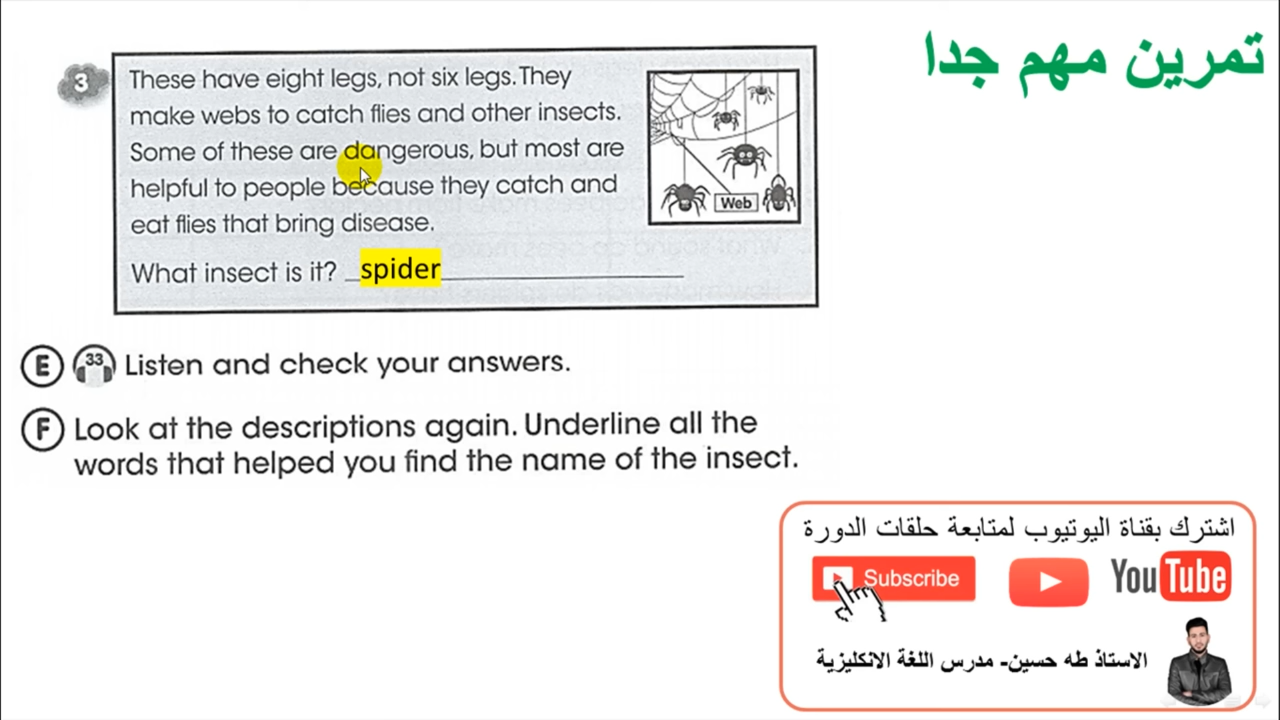 تمرين مهم جدا
3
These have eight legs, not six legs. They
make webs to catch flies and other insects.
Some of these are dangerous, but most are
helpful to people because they catch and
eat flies that bring disease.
Web
What insect is it? spider
E 33 Listen and check your answers.
F Look at the descriptions again. Underline all the
words that helped you find the name of the insect.
اشترك بقناة اليوتيوب لمتابعة حلقات الدورة
Subscribe
YouTube
الاستاذ طه حسين- مدرس اللغة الانكليزية